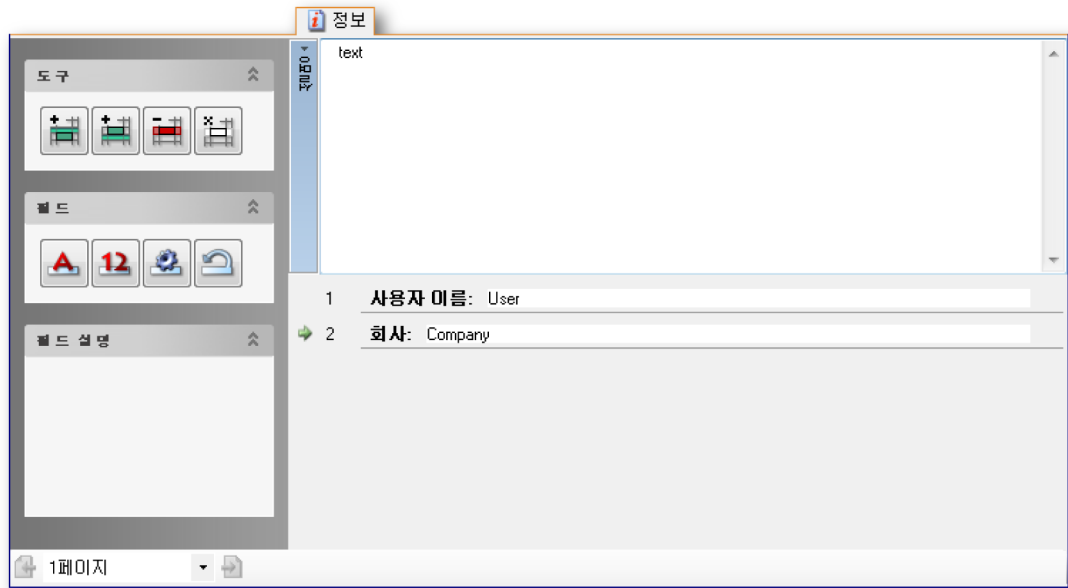 정보
text
도구
필드
A 12
필드 설명
1 사용자 이름: User
2 회사: Company
1페이지